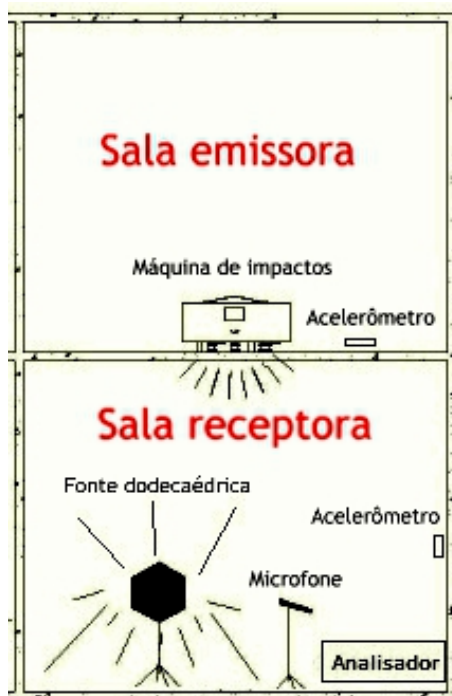 Sala emissora
Máquina de impactos
Acelerômetro
Sala receptora
Fonte dodecaédrica
Acelerômetro
Microfone
Analisador